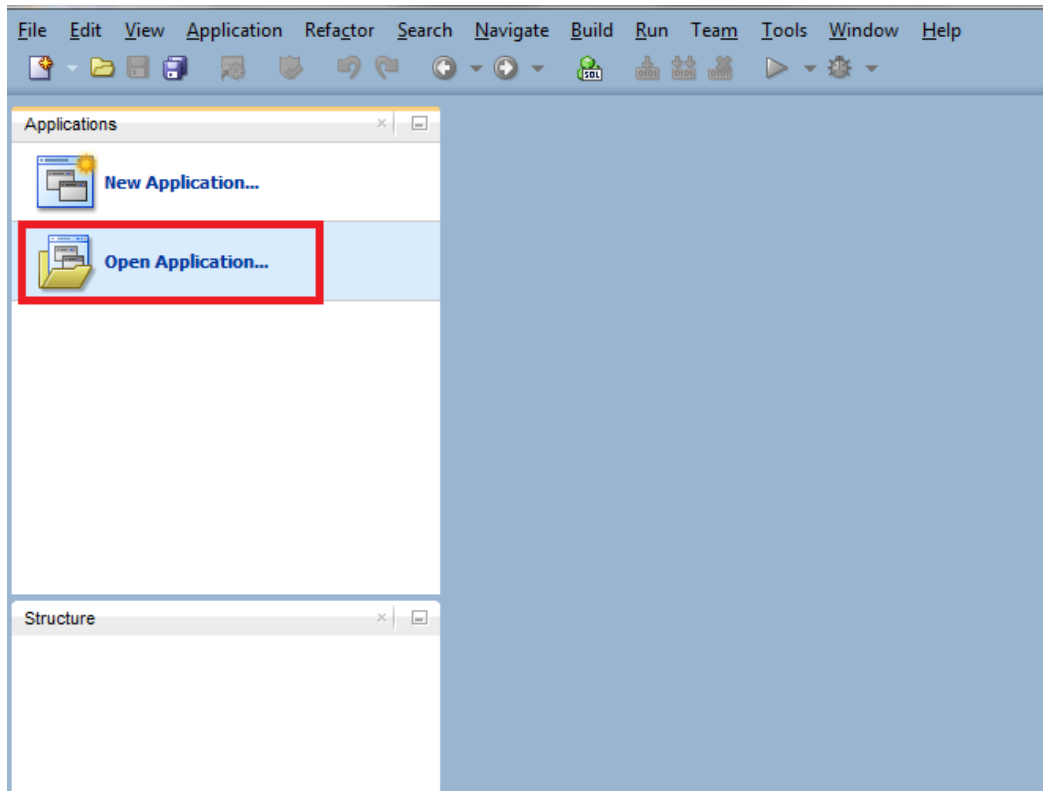 File Edit View Application Refactor Search Navigate Build Run Team Tools Window Help
SQL
Applications
New Application...
Open Application...
Structure